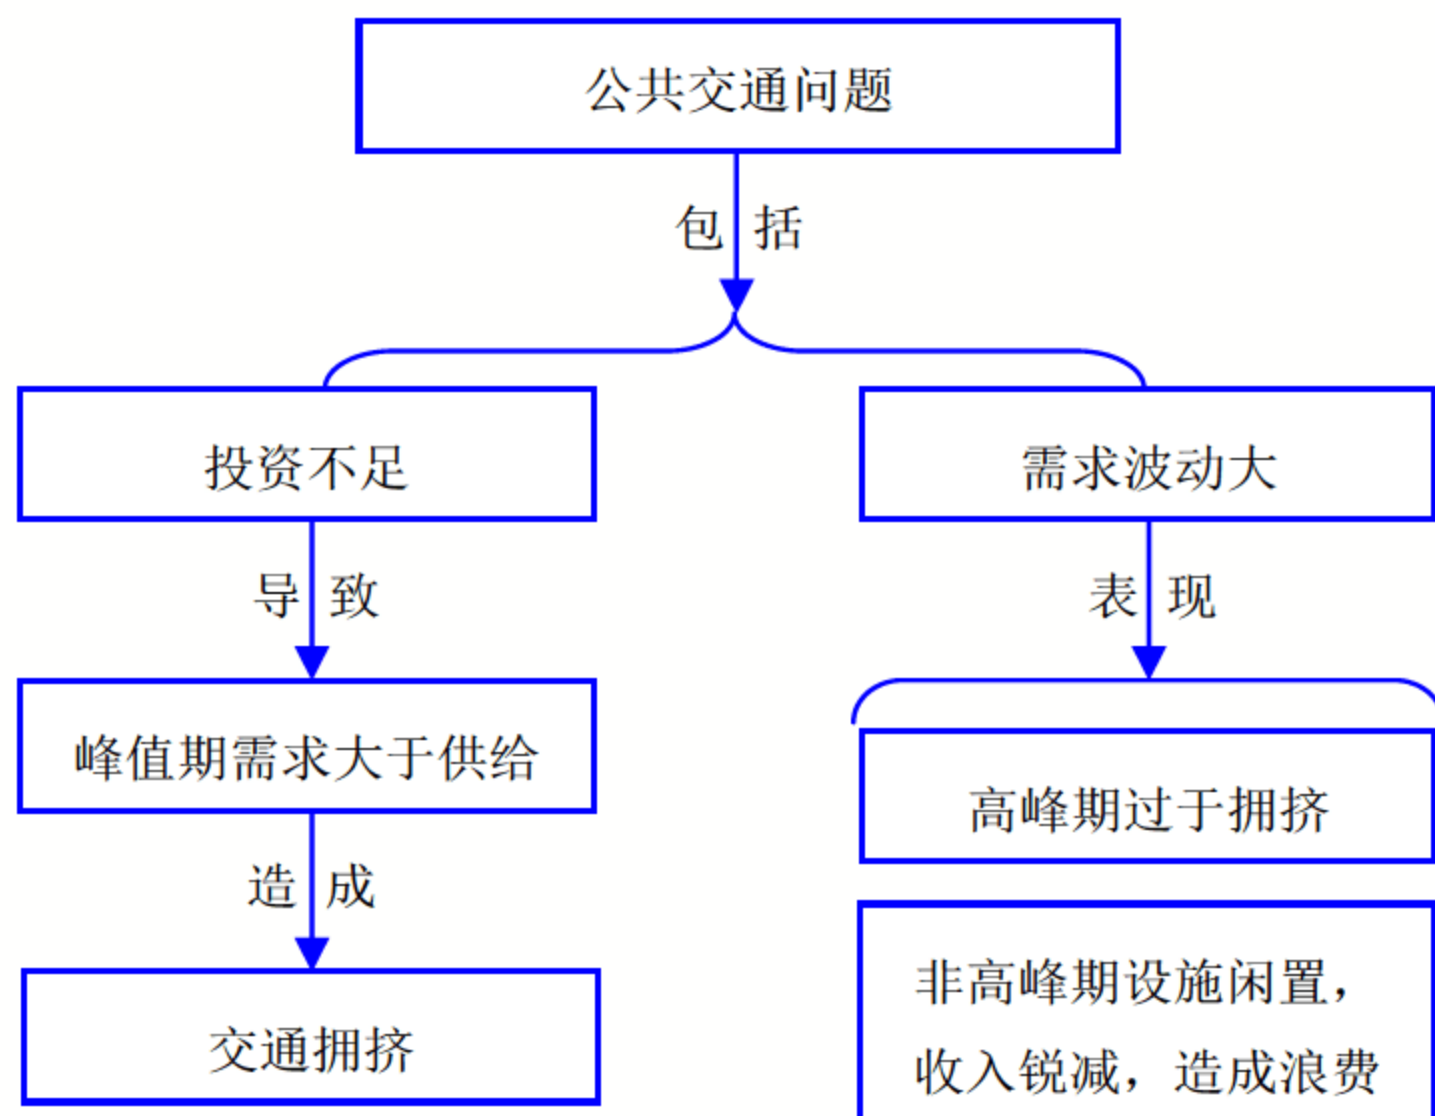 公共交通问题
包括
投资不足
需求波动大
导致
表现
峰值期需求大于供给
高峰期过于拥挤
造成
非高峰期设施闲置，
收入锐减，造成浪费
交通拥挤